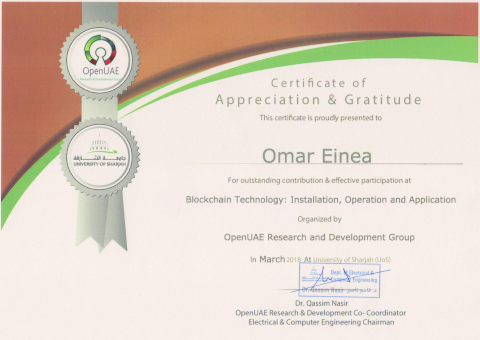 OpenUAE
Research & Development Group
جامعة الشارقة
UNIVERSITY OF SHARJAH
Certificate of
Appreciation & Gratitude
This certificate is proudly presented to
Omar Einea
For outstanding contribution & effective participation at
Blockchain Technology: Installation, Operation and Application
Organized by
OpenUAE Research and Development Group
in March 2018 At University of Sharjah (UoS)
Dept. Electrical &
Computer Engineering
Dr. Qassim Nasir
Dr. Qassim Nasir
OpenUAE Research & Development Co- Coordinator
Electrical & Computer Engineering Chairman